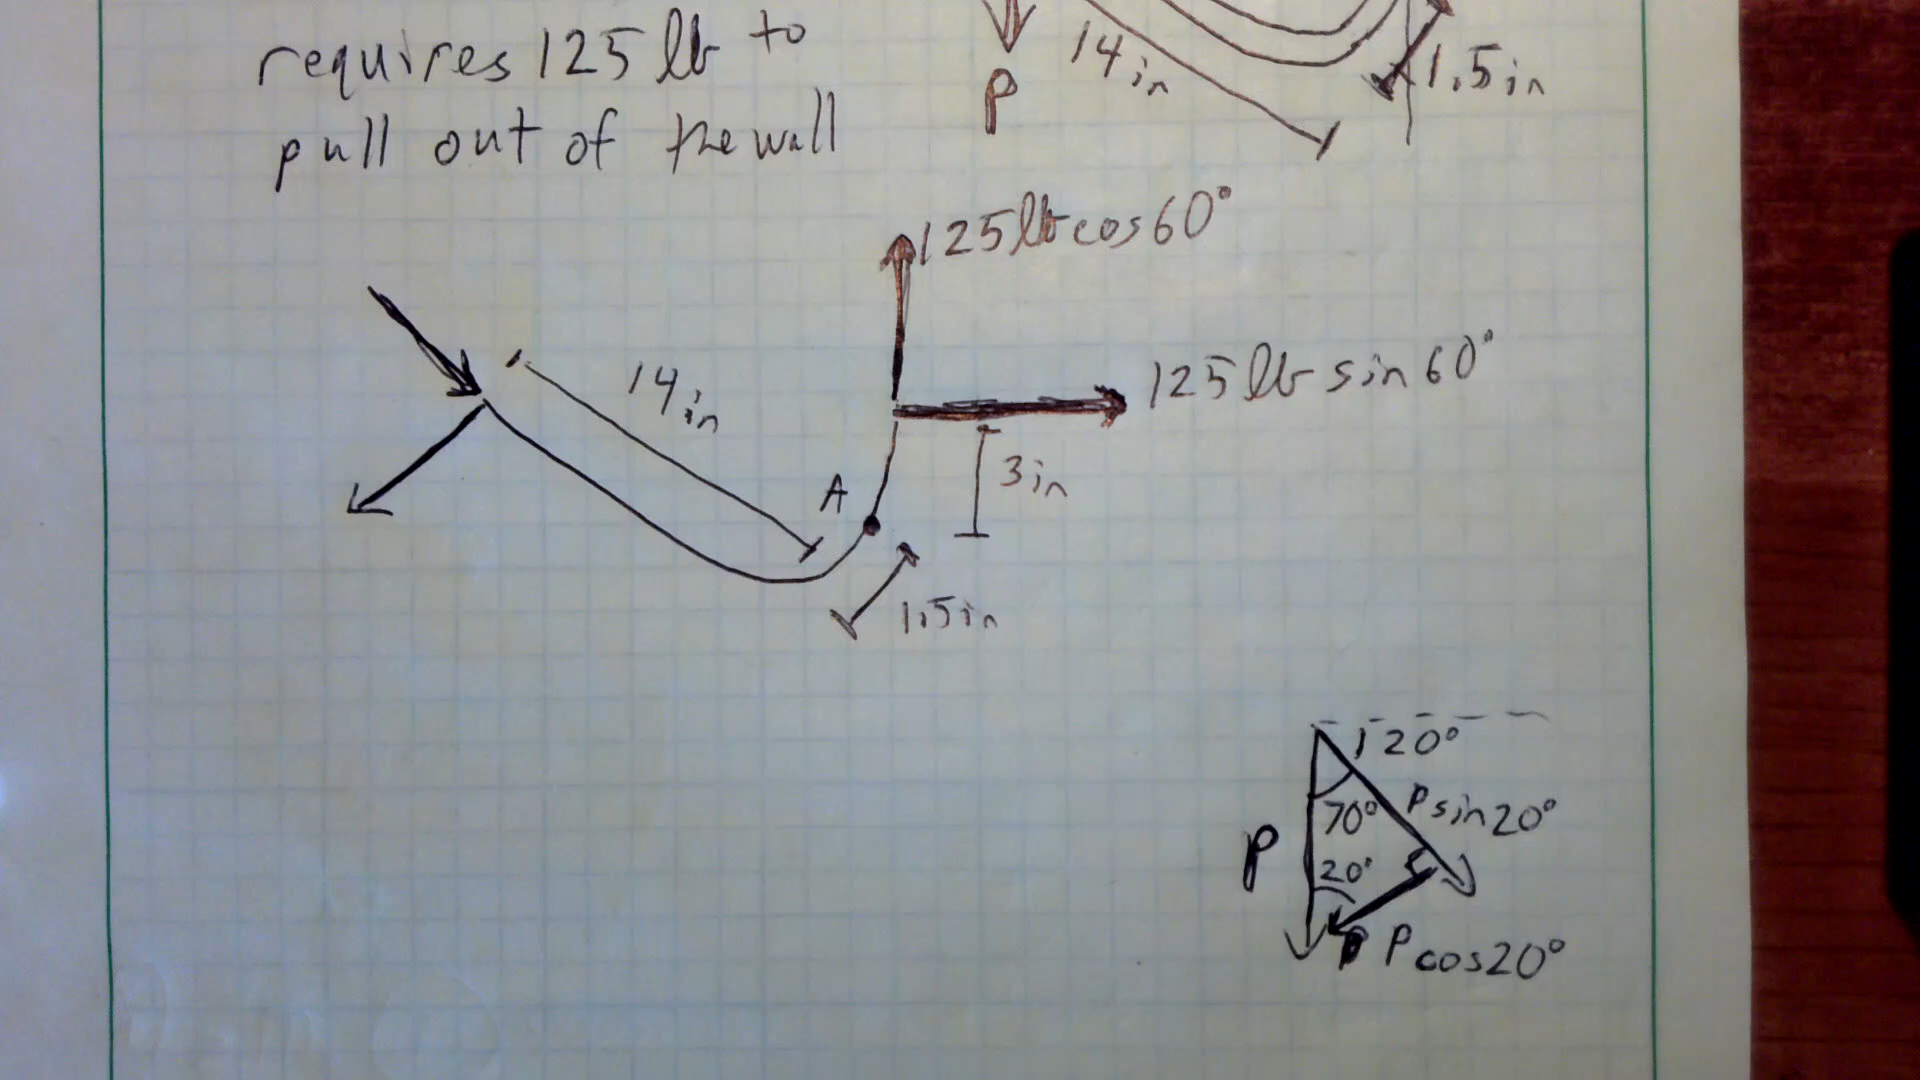 requires 125 lb to
pull out of the wall
P
14 in
1.5 in
125 lb cos 60°
125 lb sin 60°
14 in
3 in
A
1.5 in
20°
70°
P sin 20°
P
20°
P cos 20°